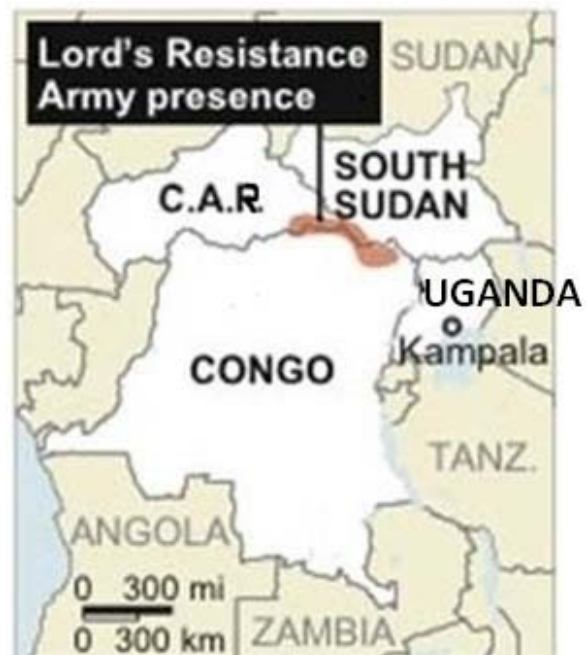 Lord's Resistance
Army presence
SUDAN
SOUTH
SUDAN
C.A.R.
UGANDA
Kampala
CONGO
TANZ.
ANGOLA
0 300 mi
0 300 km
ZAMBIA